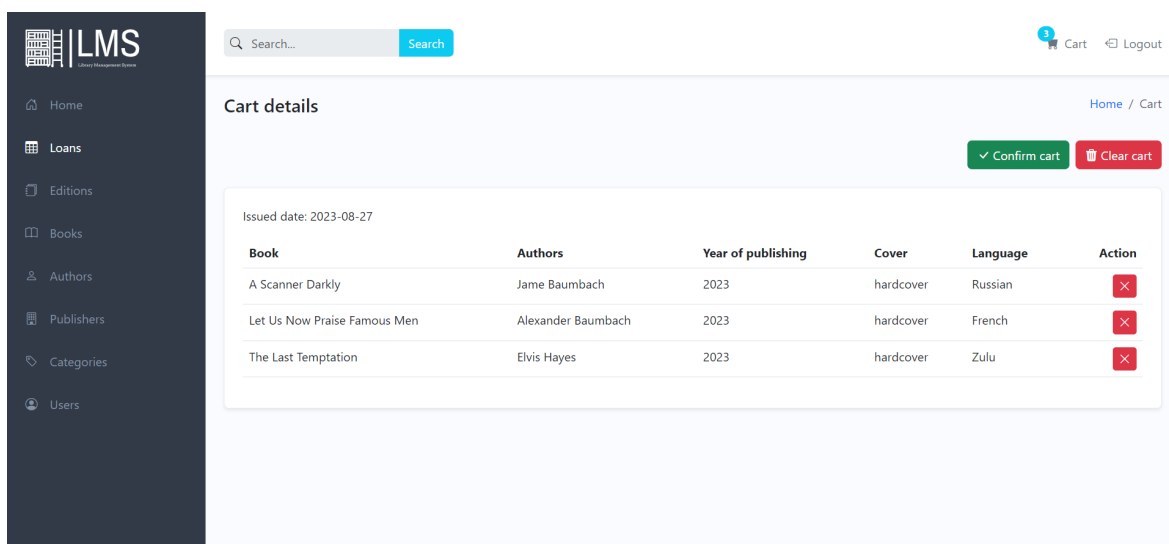 LMS
Library Management System
Search...
Search
3
Cart
Logout
Home
Loans
Editions
Books
Authors
Publishers
Categories
Users
Cart details
Home / Cart
Confirm cart
Clear cart
Issued date: 2023-08-27
Book Authors Year of publishing Cover Language Action
A Scanner Darkly Jame Baumbach 2023 hardcover Russian
Let Us Now Praise Famous Men Alexander Baumbach 2023 hardcover French
The Last Temptation Elvis Hayes 2023 hardcover Zulu